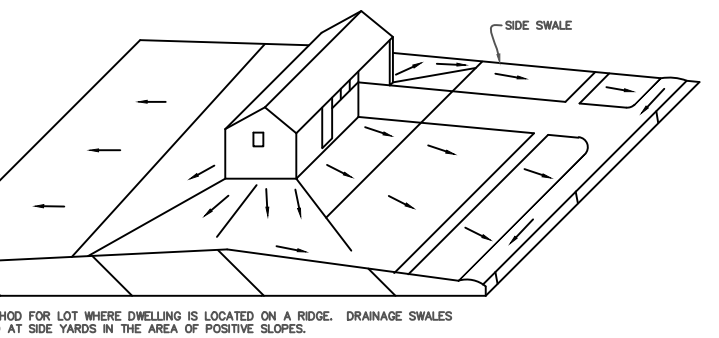 SIDE SWALE
HOD FOR LOT WHERE DWELLING IS LOCATED ON A RIDGE. DRAINAGE SWALES
AT SIDE YARDS IN THE AREA OF POSITIVE SLOPES.